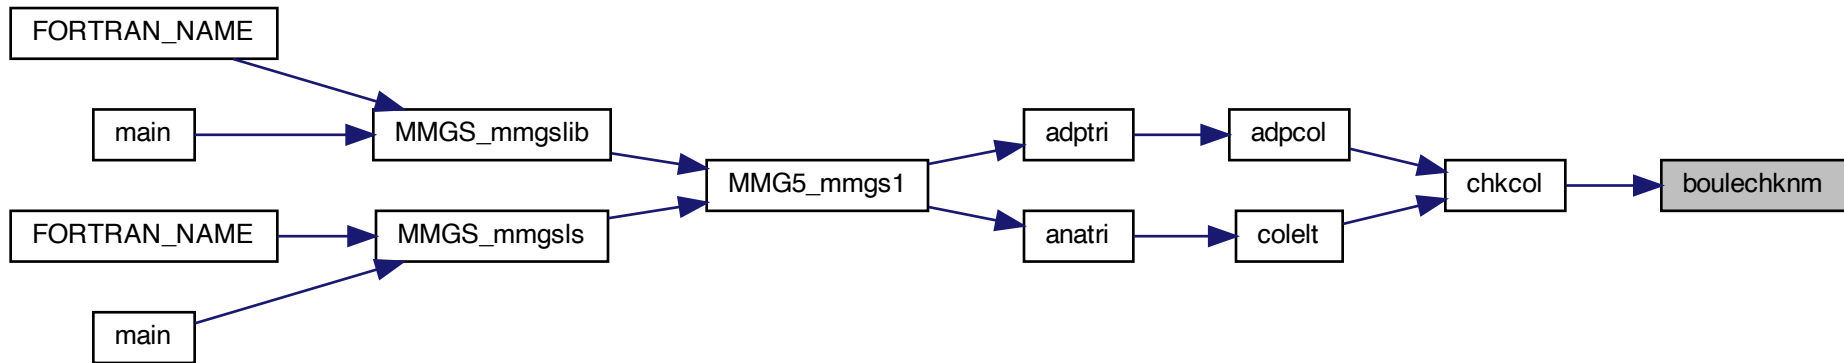 FORTRAN_NAME
main
MMGS_mmgslib
adptri
adpcol
MMG5_mmgs1
chkcol
boulechknm
FORTRAN_NAME
MMGS_mmgsls
anatri
colelt
main